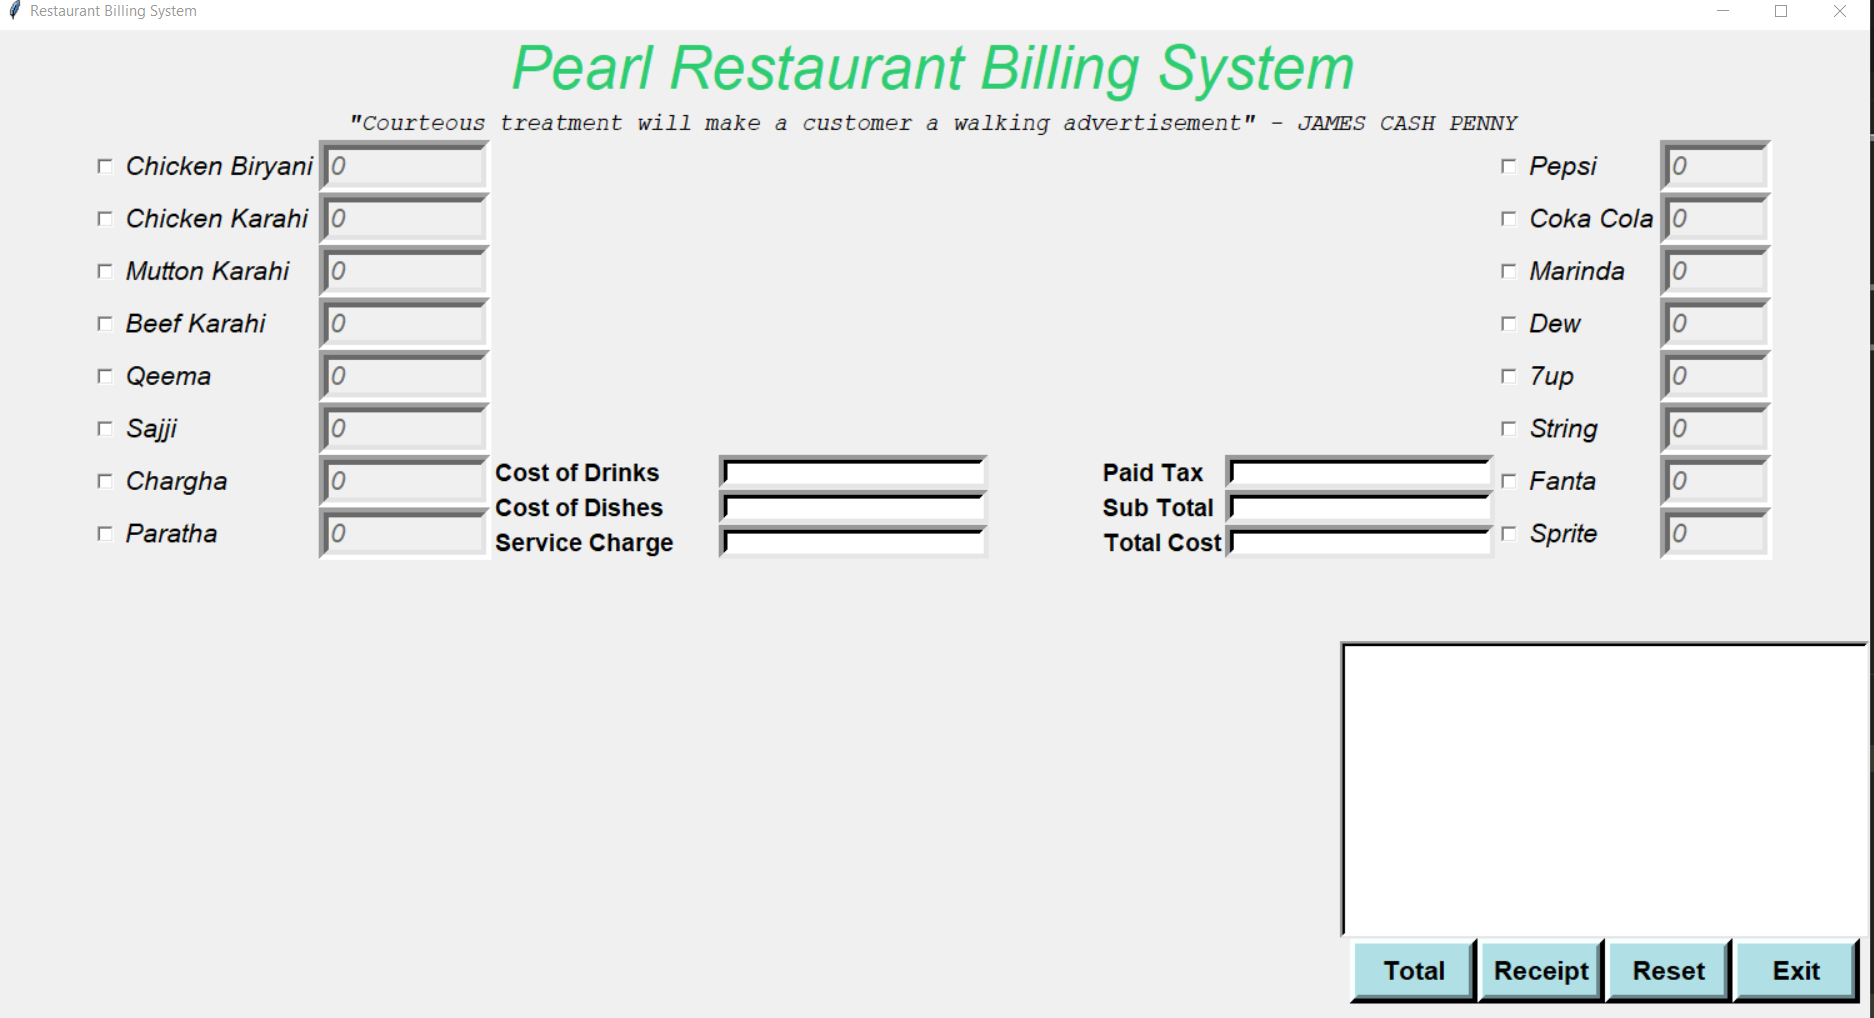 Restaurant Billing System
Pearl Restaurant Billing System
"Courteous treatment will make a customer a walking advertisement" - JAMES CASH PENNY
Chicken Biryani 0
Chicken Karahi 0
Mutton Karahi 0
Beef Karahi 0
Qeema 0
Sajji 0
Chargha 0
Paratha 0
Cost of Drinks
Cost of Dishes
Service Charge
Paid Tax
Sub Total
Total Cost
Pepsi 0
Coka Cola 0
Marinda 0
Dew 0
7up 0
String 0
Fanta 0
Sprite 0
Total Receipt Reset Exit